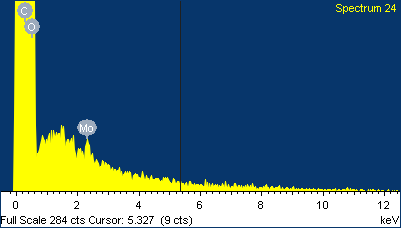 Spectrum 24
C
O
Mo
0 2 4 6 8 10 12
Full Scale 284 cts Cursor: 5.327 (9 cts) keV